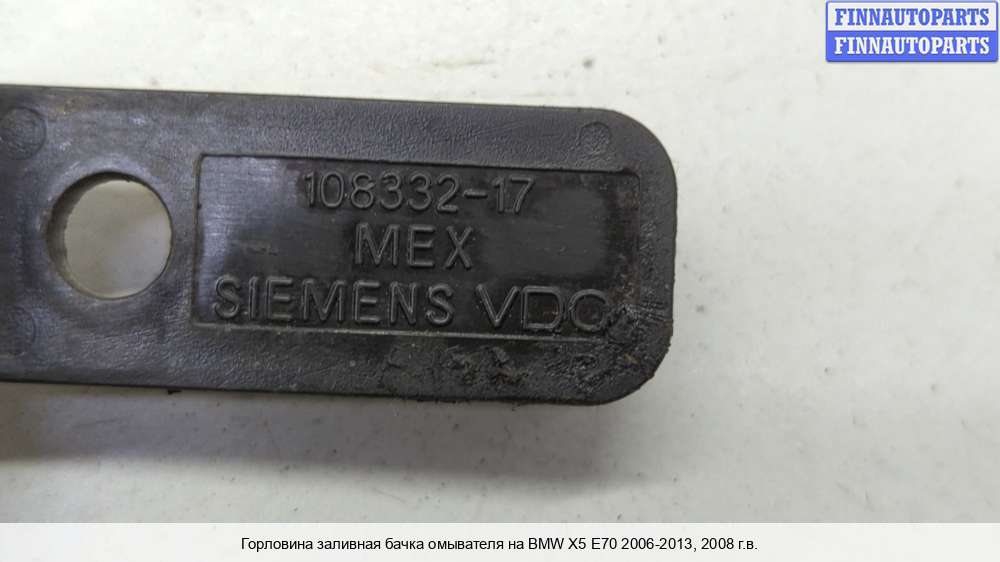 FINNAUTOPARTS
FINNAUTOPARTS
108332-17
MEX
SIEMENS VDO
Горловина заливная бачка омывателя на BMW X5 E70 2006-2013, 2008 г.в.